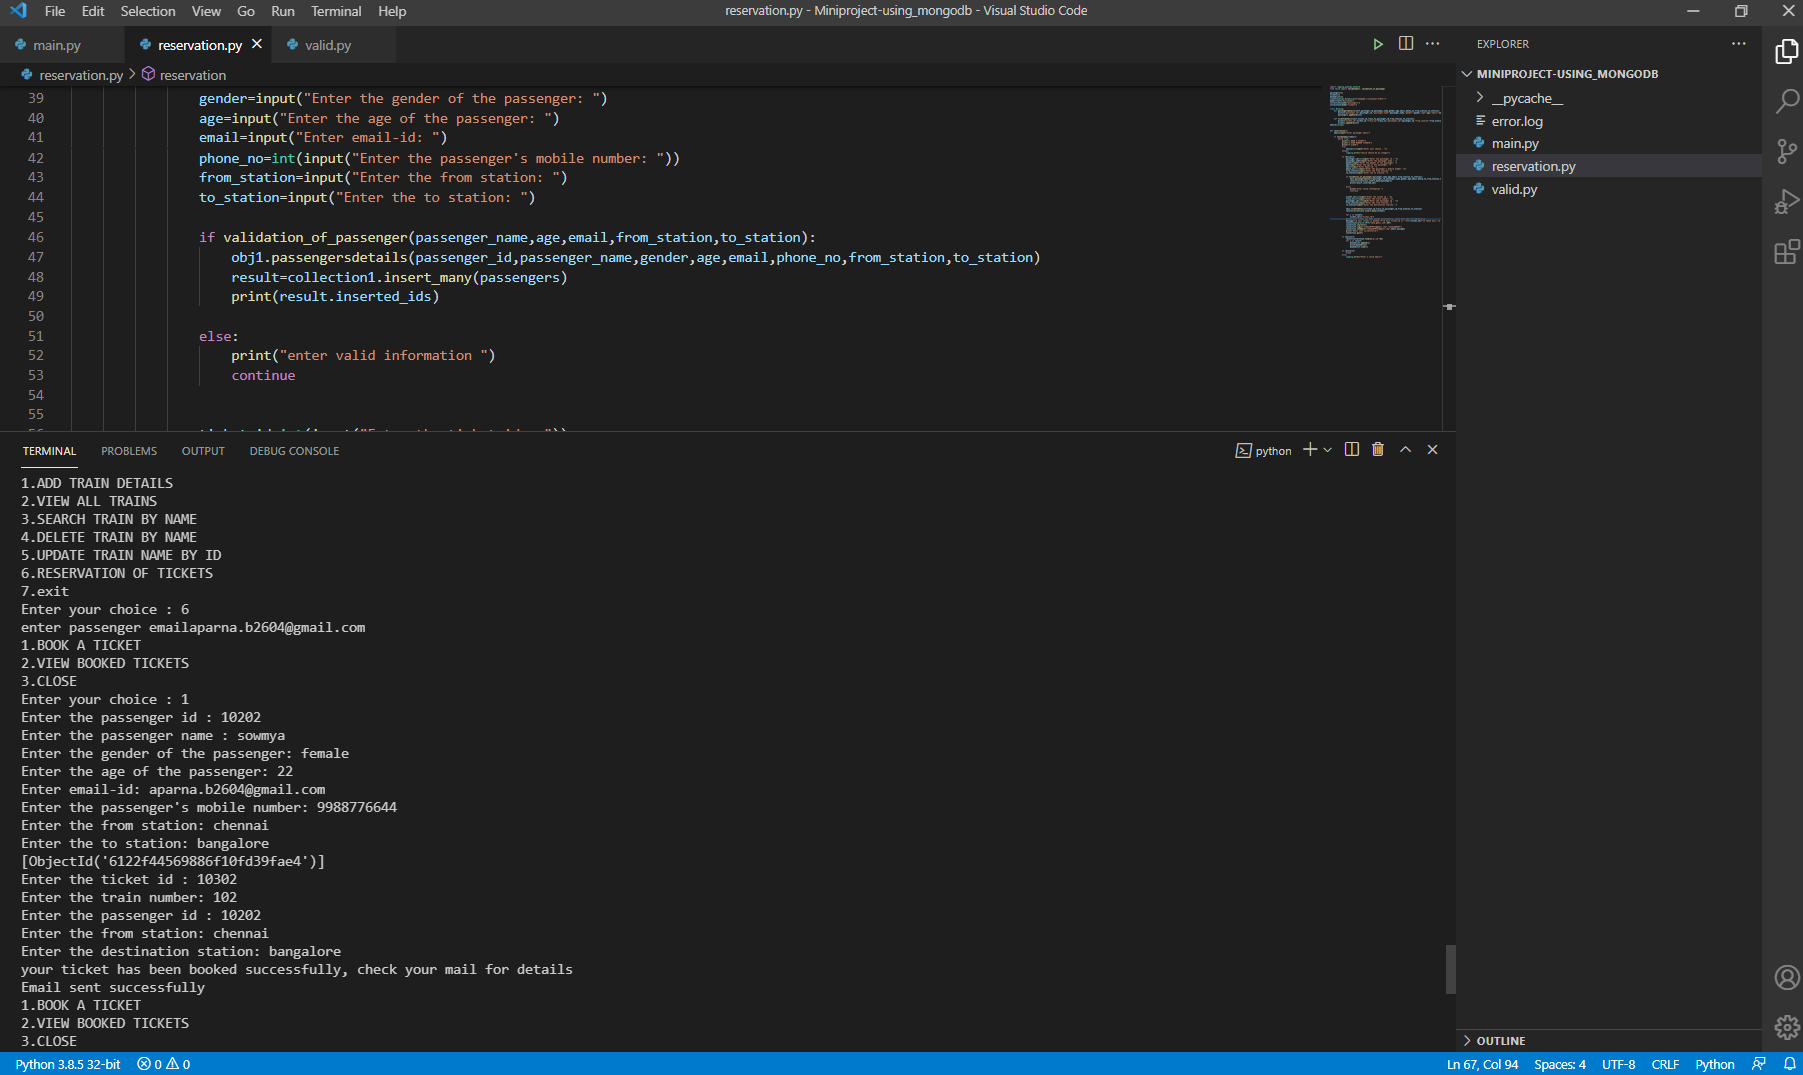 File Edit Selection View Go Run Terminal Help
reservation.py - Miniproject-using_mongodb - Visual Studio Code
main.py
reservation.py
valid.py
reservation.py > reservation
39 gender=input("Enter the gender of the passenger: ")
40 age=input("Enter the age of the passenger: ")
41 email=input("Enter email-id: ")
42 phone_no=int(input("Enter the passenger's mobile number: "))
43 from_station=input("Enter the from station: ")
44 to_station=input("Enter the to station: ")
45
46 if validation_of_passenger(passenger_name,age,email,from_station,to_station):
47 obj1.passengersdetails(passenger_id,passenger_name,gender,age,email,phone_no,from_station,to_station)
48 result=collection1.insert_many(passengers)
49 print(result.inserted_ids)
50
51 else:
52 print("enter valid information ")
53 continue
54
55
TERMINAL PROBLEMS OUTPUT DEBUG CONSOLE
python
1.ADD TRAIN DETAILS
2.VIEW ALL TRAINS
3.SEARCH TRAIN BY NAME
4.DELETE TRAIN BY NAME
5.UPDATE TRAIN NAME BY ID
6.RESERVATION OF TICKETS
7.exit
Enter your choice : 6
enter passenger emailaparna.b2604@gmail.com
1.BOOK A TICKET
2.VIEW BOOKED TICKETS
3.CLOSE
Enter your choice : 1
Enter the passenger id : 10202
Enter the passenger name : sowmya
Enter the gender of the passenger: female
Enter the age of the passenger: 22
Enter email-id: aparna.b2604@gmail.com
Enter the passenger's mobile number: 9988776644
Enter the from station: chennai
Enter the to station: bangalore
[ObjectId('6122f44569886f10fd39fae4')]
Enter the ticket id : 10302
Enter the train number: 102
Enter the passenger id : 10202
Enter the from station: chennai
Enter the destination station: bangalore
your ticket has been booked successfully, check your mail for details
Email sent successfully
1.BOOK A TICKET
2.VIEW BOOKED TICKETS
3.CLOSE
EXPLORER
MINIPROJECT-USING_MONGODB
__pycache__
error.log
main.py
reservation.py
valid.py
OUTLINE
Python 3.8.5 32-bit 0 0
Ln 67, Col 94 Spaces: 4 UTF-8 CRLF Python